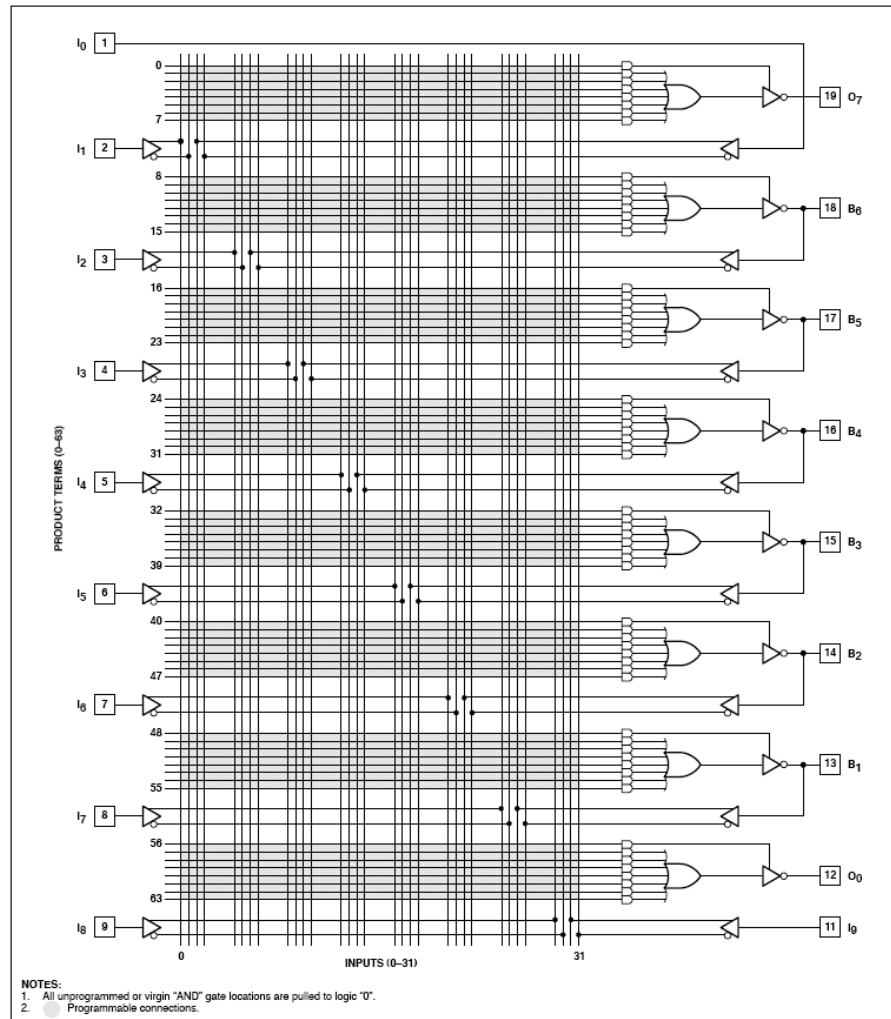 I0 1
0
19 O7
7
I1 2
8
18 B6
15
I2 3
16
17 B5
23
I3 4
24
16 B4
31
I4 5
PRODUCT TERMS (0–63)
32
15 B3
39
I5 6
40
14 B2
47
I6 7
48
13 B1
55
I7 8
56
12 O0
63
I8 9
11 I9
0 INPUTS (0–31) 31
NOTES:
1. All unprogrammed or virgin “AND” gate locations are pulled to logic “0”.
2. Programmable connections.